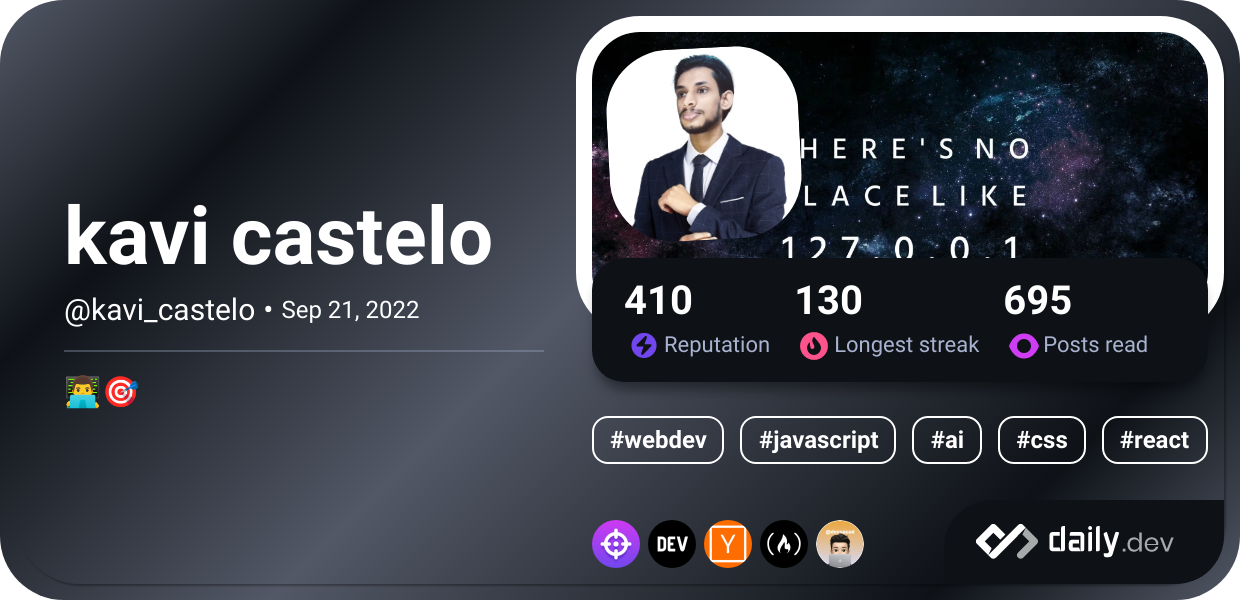 kavi castelo
@kavi_castelo • Sep 21, 2022
HERE'S NO
LACE LIKE
127.0.0.1
410 130 695
Reputation Longest streak Posts read
#webdev #javascript #ai #css #react
DEV Y
daily.dev